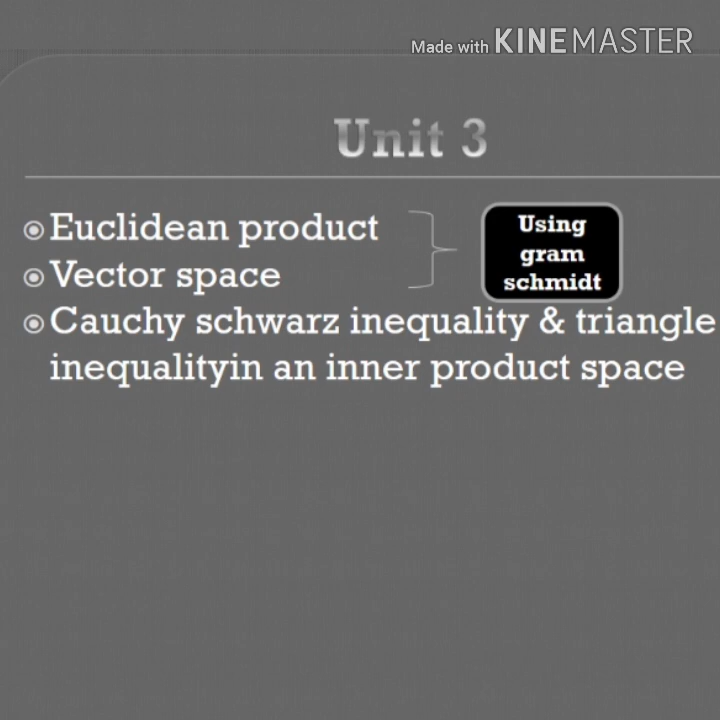 Made with KINEMASTER
Unit 3
Euclidean product
Vector space
Using
gram
schmidt
Cauchy schwarz inequality & triangle
inequalityin an inner product space